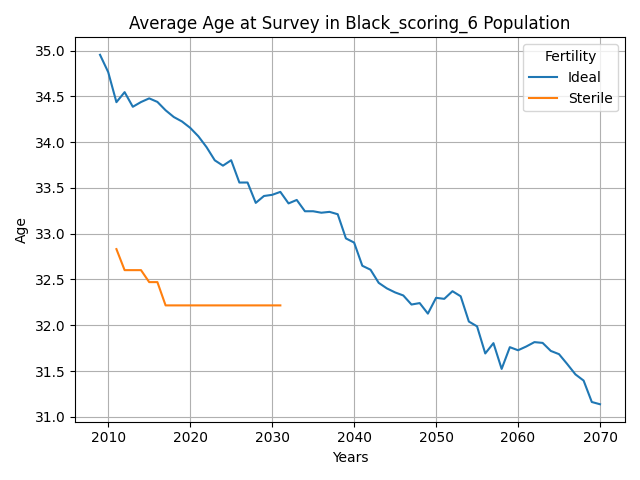 Average Age at Survey in Black_scoring_6 Population
Fertility
Ideal
Sterile
35.0
34.5
34.0
33.5
33.0
32.5
32.0
31.5
31.0
Age
2010 2020 2030 2040 2050 2060 2070
Years